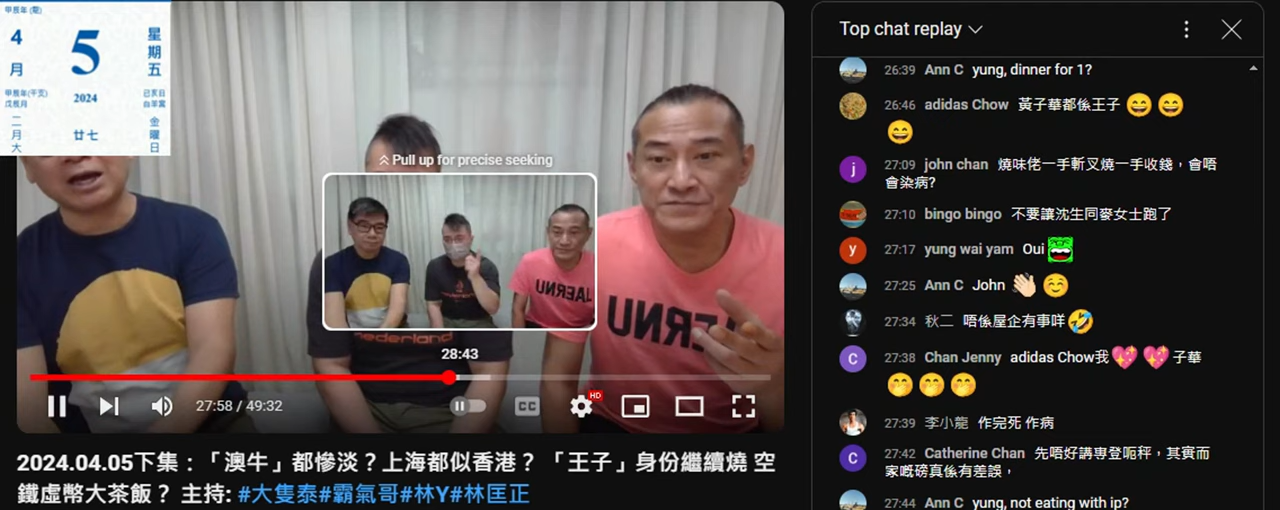 甲辰年 (龍)
4
月
5
星期五
甲辰年(干支)
戊辰月
2024
己亥日
白羊宮
二月大
廿七
金曜日
Pull up for precise seeking
JAERNU
JAERNU
nederland
28:43
27:58 / 49:32
CC
HD
2024.04.05下集：「澳牛」都慘淡？上海都似香港？ 「王子」身份繼續燒 空
鐵虛幣大茶飯？ 主持: #大隻泰#霸氣哥#林Y#林匡正
Top chat replay
26:39 Ann C yung, dinner for 1?
26:46 adidas Chow 黃子華都係王子 😄 😄
😄
j
27:09 john chan 燒味佬一手斬叉燒一手收錢，會唔
會染病?
27:10 bingo bingo 不要讓沈生同麥女士跑了
y
27:17 yung wai yam Oui
27:25 Ann C John 👋🏻 ☺️
27:34 秋二 唔係屋企有事咩🤣
C
27:38 Chan Jenny adidas Chow我💖 💖 子華
🤭 🤭 🤭
27:39 李小龍 作完死 作病
C
27:42 Catherine Chan 先唔好講専登呃秤，其實而
家嘅磅真係有差誤，
27:44 Ann C yung, not eating with ip?